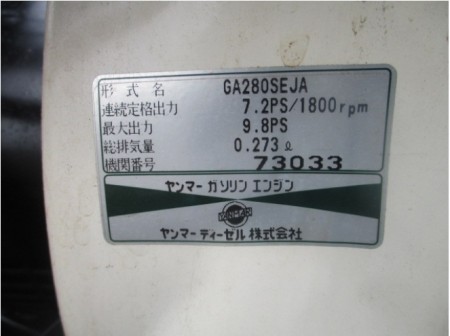 形式名 GA280SEJA
連続定格出力 7.2PS/1800rpm
最大出力 9.8PS
総排気量 0.273ℓ
機関番号 73033
ヤンマー ガソリン エンジン
YANMAR
ヤンマー ディーゼル 株式会社